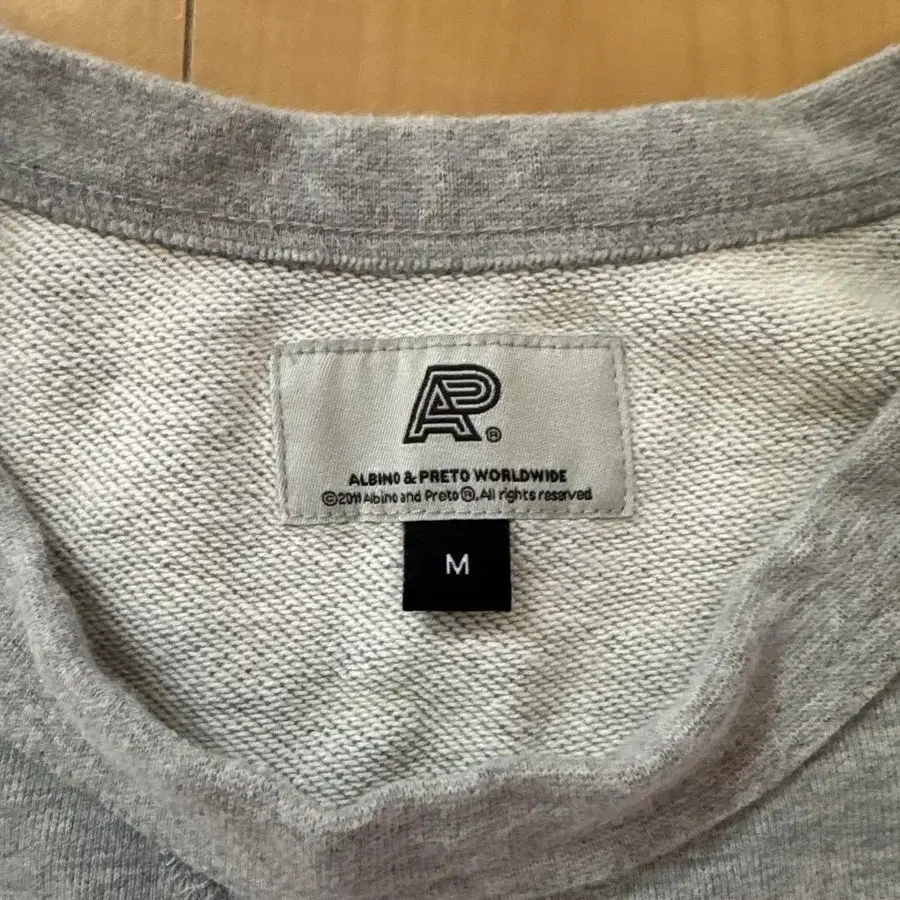 AP®
ALBINO & PRETO WORLDWIDE
©2011 Albino and Preto®, All rights reserved
M